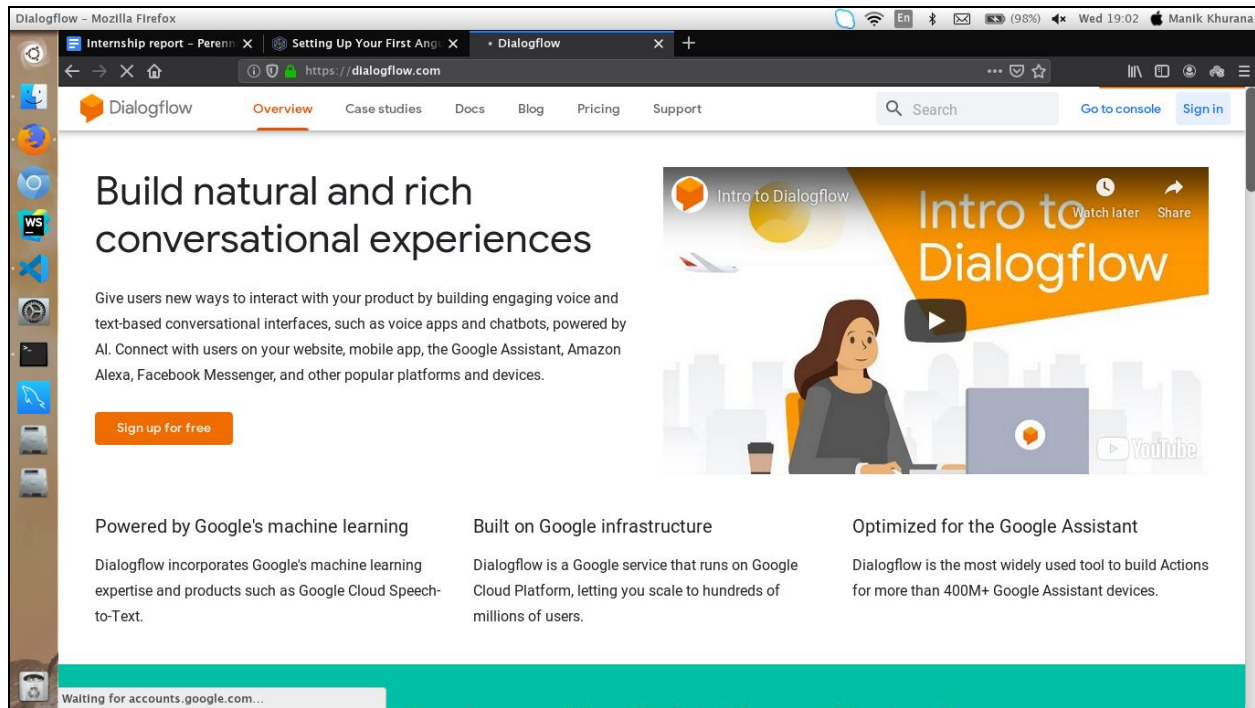 Dialogflow – Mozilla Firefox
En
(98%)
Wed 19:02
Manik Khurana
Internship report – Perenn
Setting Up Your First Angu
• Dialogflow
https://dialogflow.com
Dialogflow
Overview
Case studies
Docs
Blog
Pricing
Support
Search
Go to console
Sign in
Build natural and rich
conversational experiences
Give users new ways to interact with your product by building engaging voice and
text-based conversational interfaces, such as voice apps and chatbots, powered by
AI. Connect with users on your website, mobile app, the Google Assistant, Amazon
Alexa, Facebook Messenger, and other popular platforms and devices.
Sign up for free
Intro to Dialogflow
Watch later
Share
Intro to
Dialogflow
YouTube
WS
Powered by Google's machine learning
Dialogflow incorporates Google's machine learning
expertise and products such as Google Cloud Speech-
to-Text.
Built on Google infrastructure
Dialogflow is a Google service that runs on Google
Cloud Platform, letting you scale to hundreds of
millions of users.
Optimized for the Google Assistant
Dialogflow is the most widely used tool to build Actions
for more than 400M+ Google Assistant devices.
Waiting for accounts.google.com...